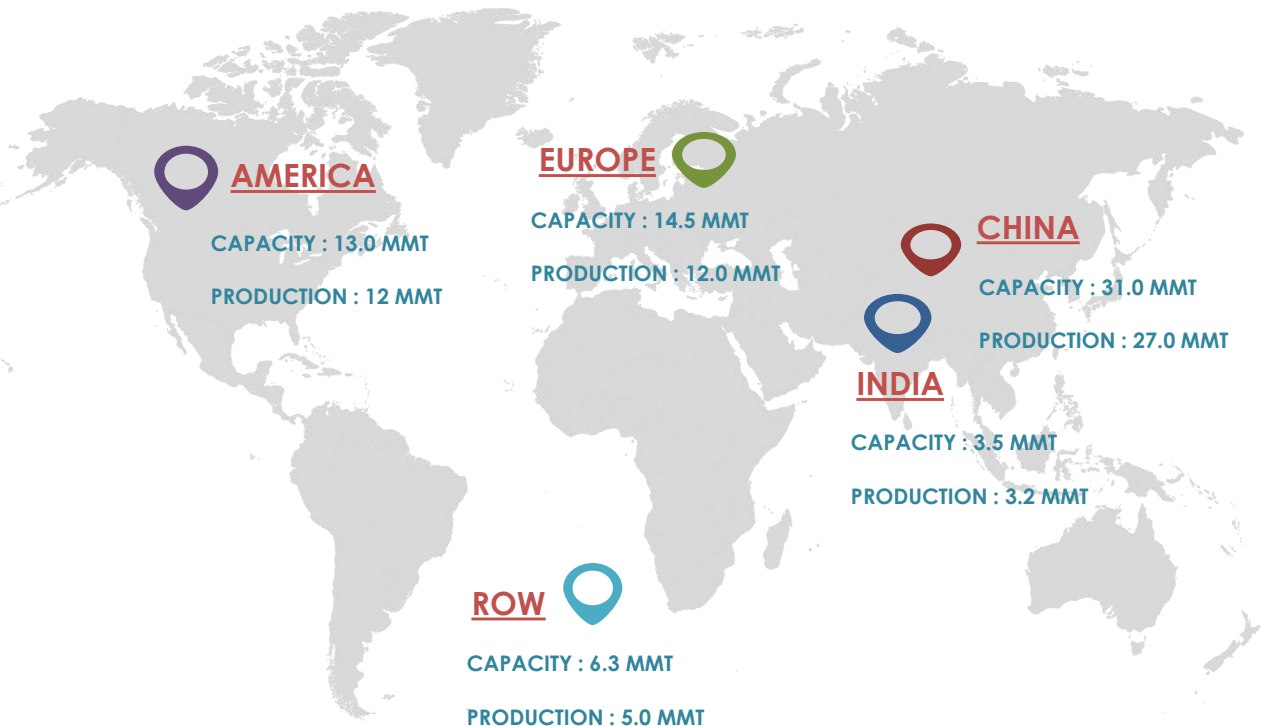 AMERICA
CAPACITY : 13.0 MMT
PRODUCTION : 12 MMT
EUROPE
CAPACITY : 14.5 MMT
PRODUCTION : 12.0 MMT
CHINA
CAPACITY : 31.0 MMT
PRODUCTION : 27.0 MMT
INDIA
CAPACITY : 3.5 MMT
PRODUCTION : 3.2 MMT
ROW
CAPACITY : 6.3 MMT
PRODUCTION : 5.0 MMT